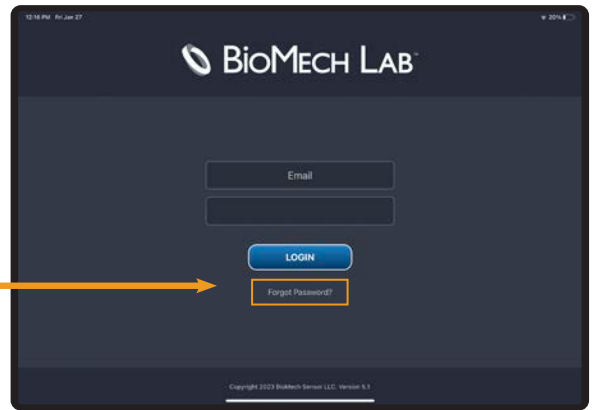 12:16 PM Fri Jan 27
20%
BIOMECH LAB™
Email
LOGIN
Forgot Password?
Copyright 2023 BioMech Sensor LLC. Version 5.1